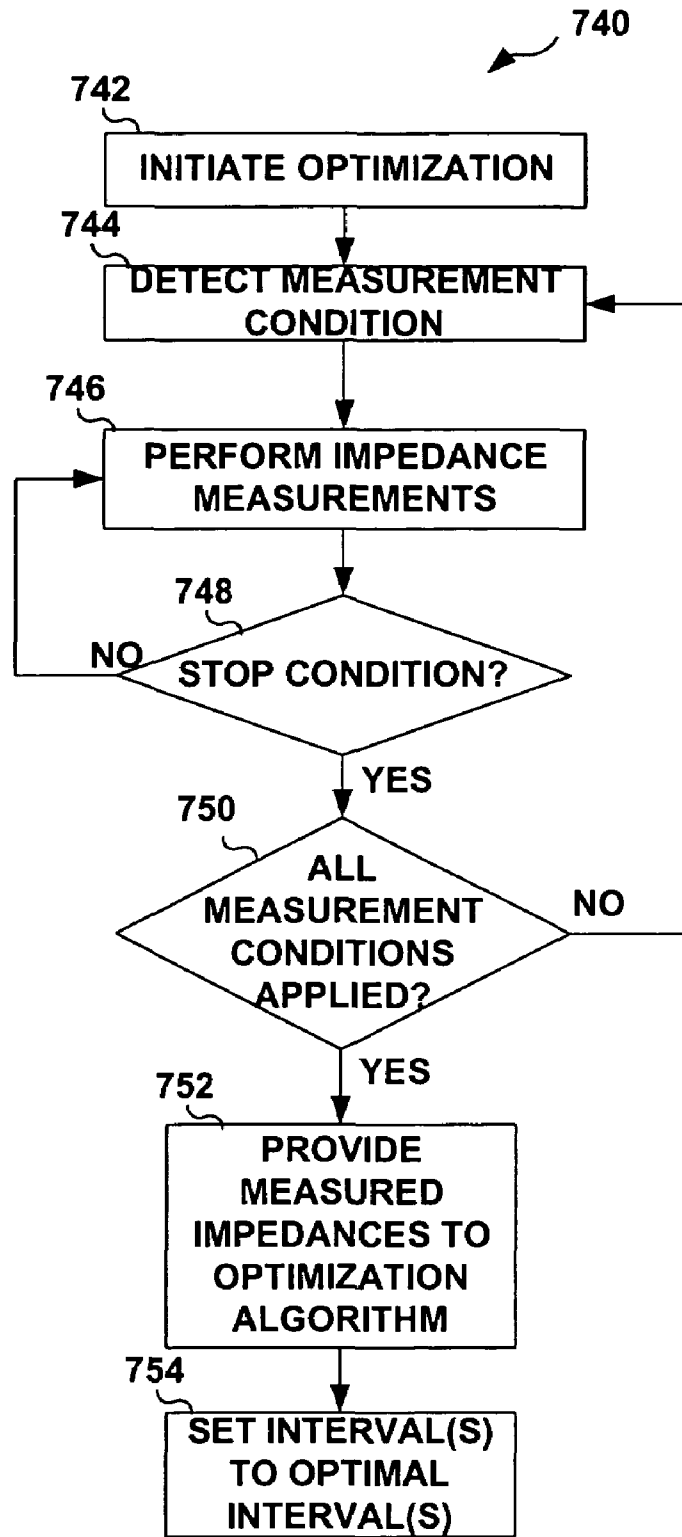 740
742
INITIATE OPTIMIZATION
744
DETECT MEASUREMENT
CONDITION
746
PERFORM IMPEDANCE
MEASUREMENTS
748
NO
STOP CONDITION?
YES
750
ALL
MEASUREMENT
CONDITIONS
APPLIED?
NO
YES
752
PROVIDE
MEASURED
IMPEDANCES TO
OPTIMIZATION
ALGORITHM
754
SET INTERVAL(S)
TO OPTIMAL
INTERVAL(S)